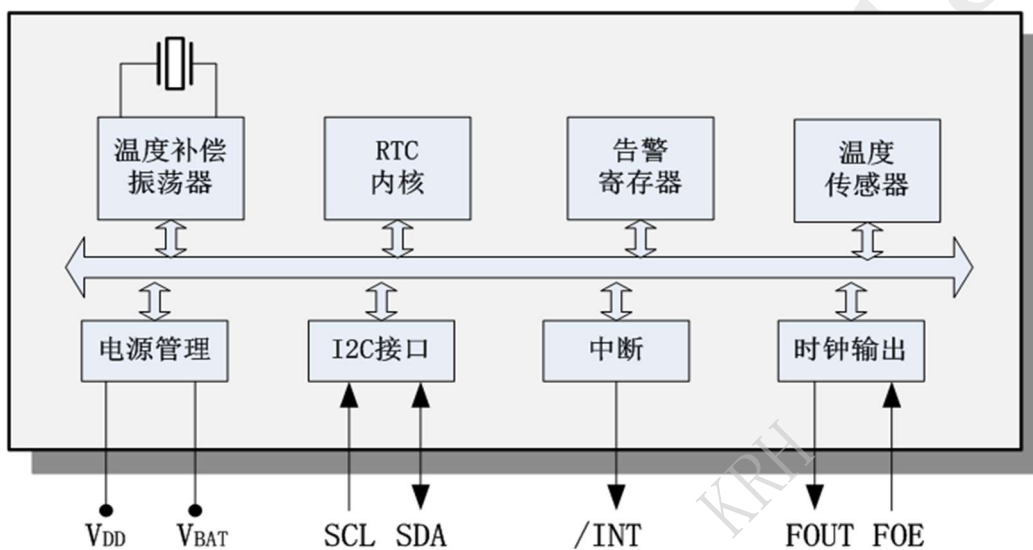 温度补偿
振荡器
RTC
内核
告警
寄存器
温度
传感器
电源管理
I2C接口
中断
时钟输出
VDD
VBAT
SCL
SDA
/INT
FOUT
FOE
KRH